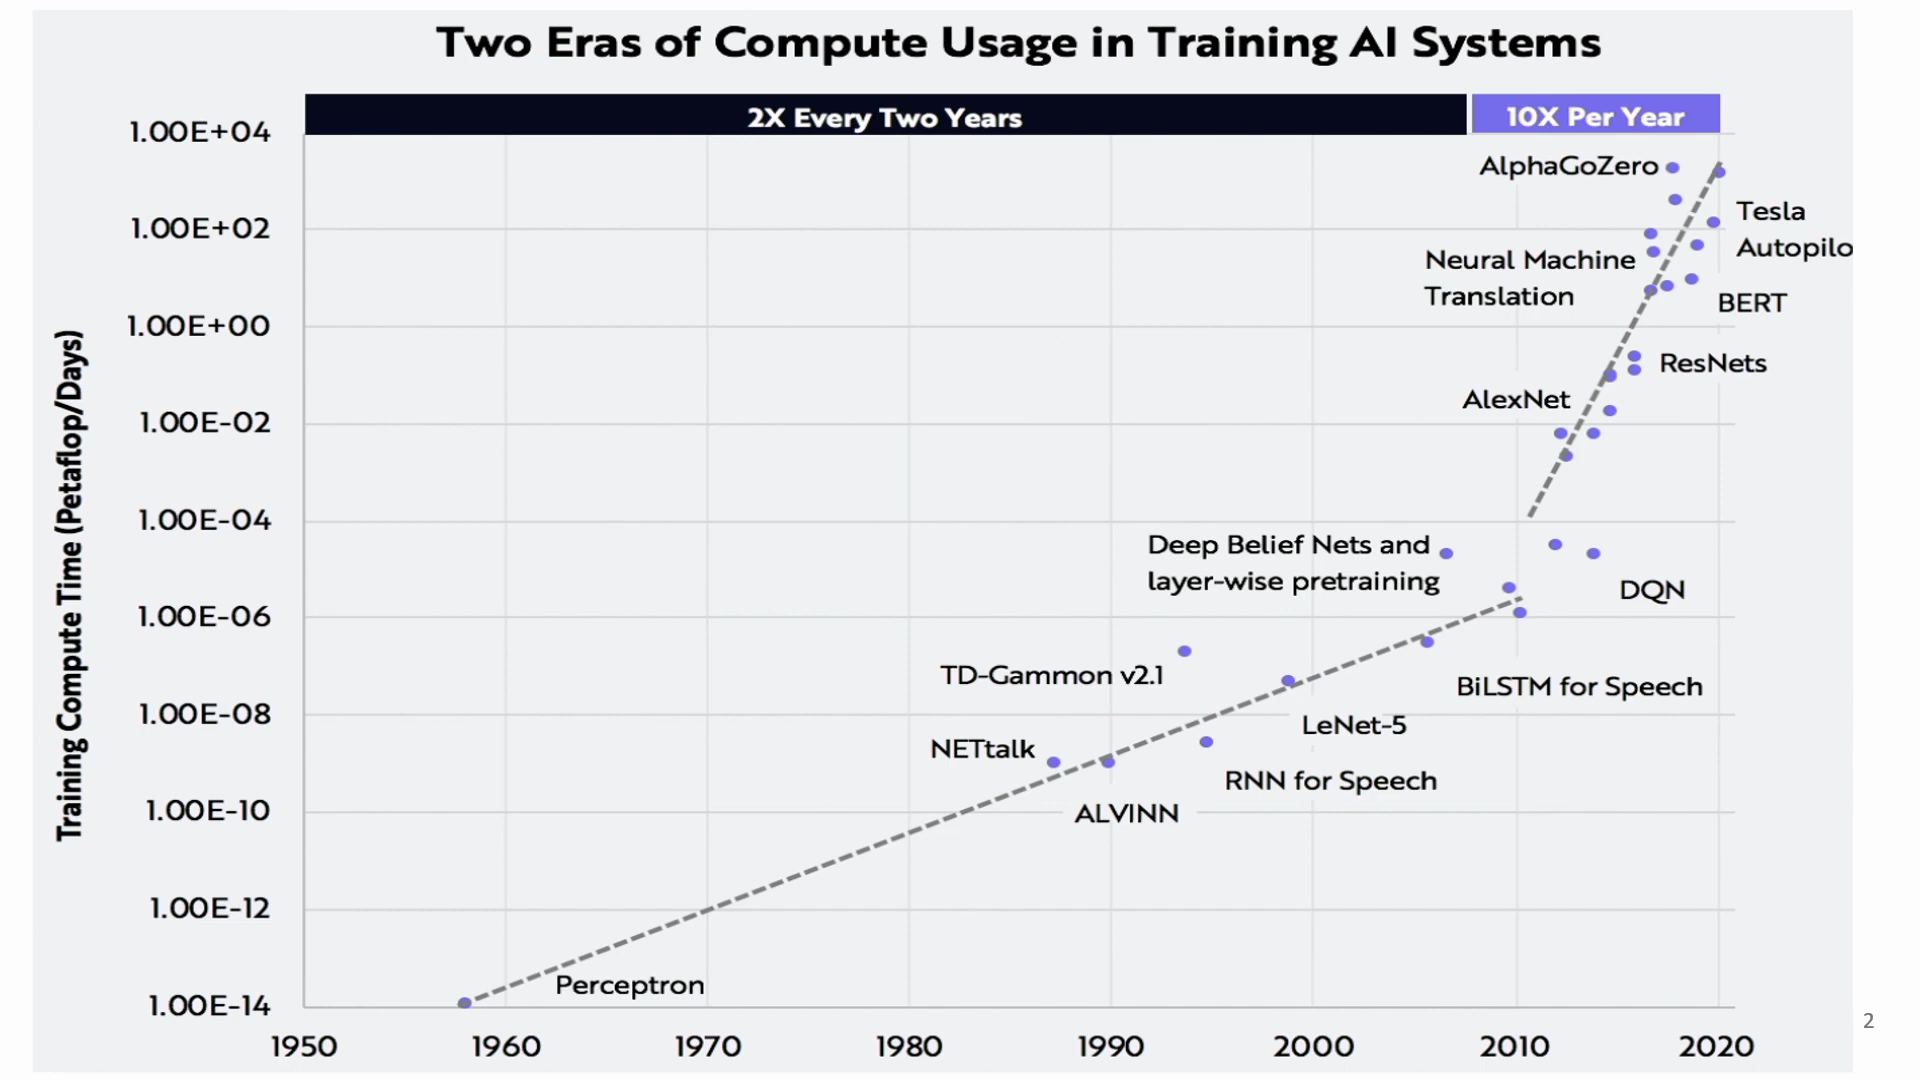 Two Eras of Compute Usage in Training AI Systems
2X Every Two Years
10X Per Year
Training Compute Time (Petaflop/Days)
1.00E+04
1.00E+02
1.00E+00
1.00E-02
1.00E-04
1.00E-06
1.00E-08
1.00E-10
1.00E-12
1.00E-14
AlphaGoZero
Tesla
Autopilo
Neural Machine
Translation
BERT
ResNets
AlexNet
Deep Belief Nets and
layer-wise pretraining
DQN
TD-Gammon v2.1
BiLSTM for Speech
LeNet-5
NETtalk
RNN for Speech
ALVINN
Perceptron
1950
1960
1970
1980
1990
2000
2010
2020
2